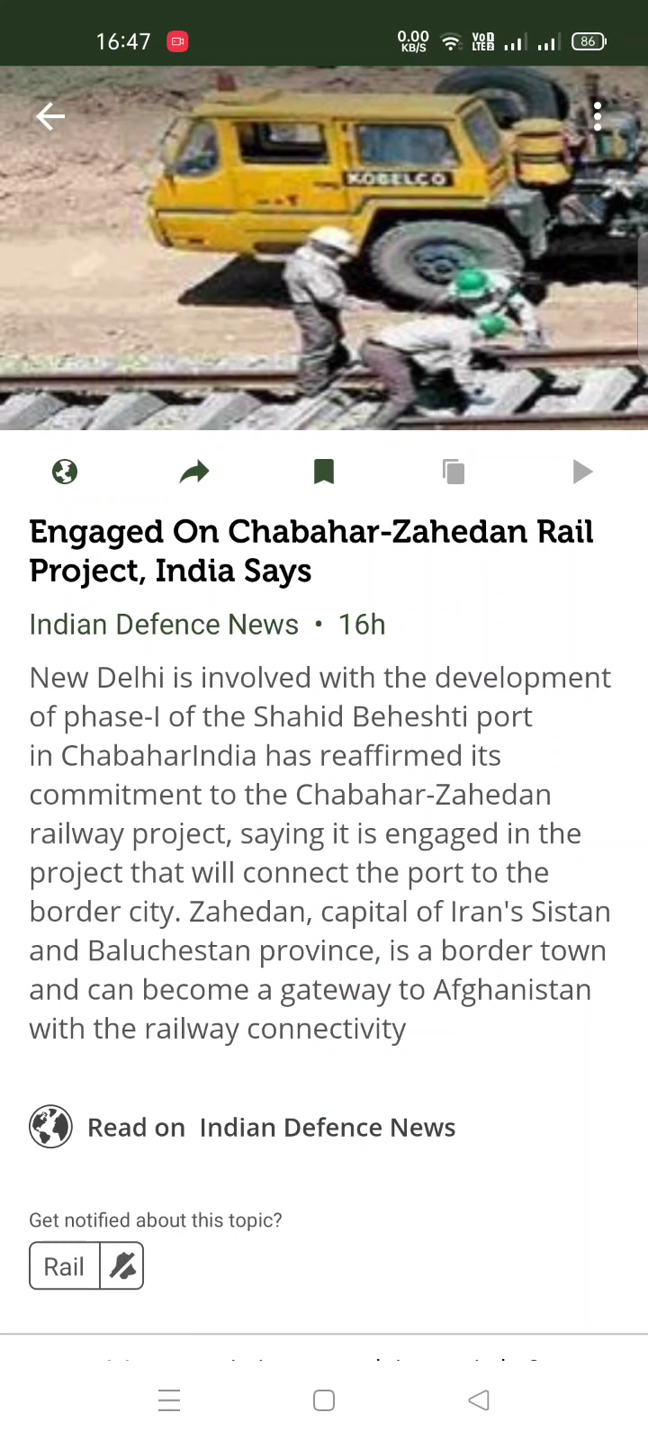 16:47
0.00
KB/S
VoD
LTE2
86
KOBELCO
Engaged On Chabahar-Zahedan Rail
Project, India Says
Indian Defence News • 16h
New Delhi is involved with the development
of phase-I of the Shahid Beheshti port
in ChabaharIndia has reaffirmed its
commitment to the Chabahar-Zahedan
railway project, saying it is engaged in the
project that will connect the port to the
border city. Zahedan, capital of Iran's Sistan
and Baluchestan province, is a border town
and can become a gateway to Afghanistan
with the railway connectivity
Read on Indian Defence News
Get notified about this topic?
Rail